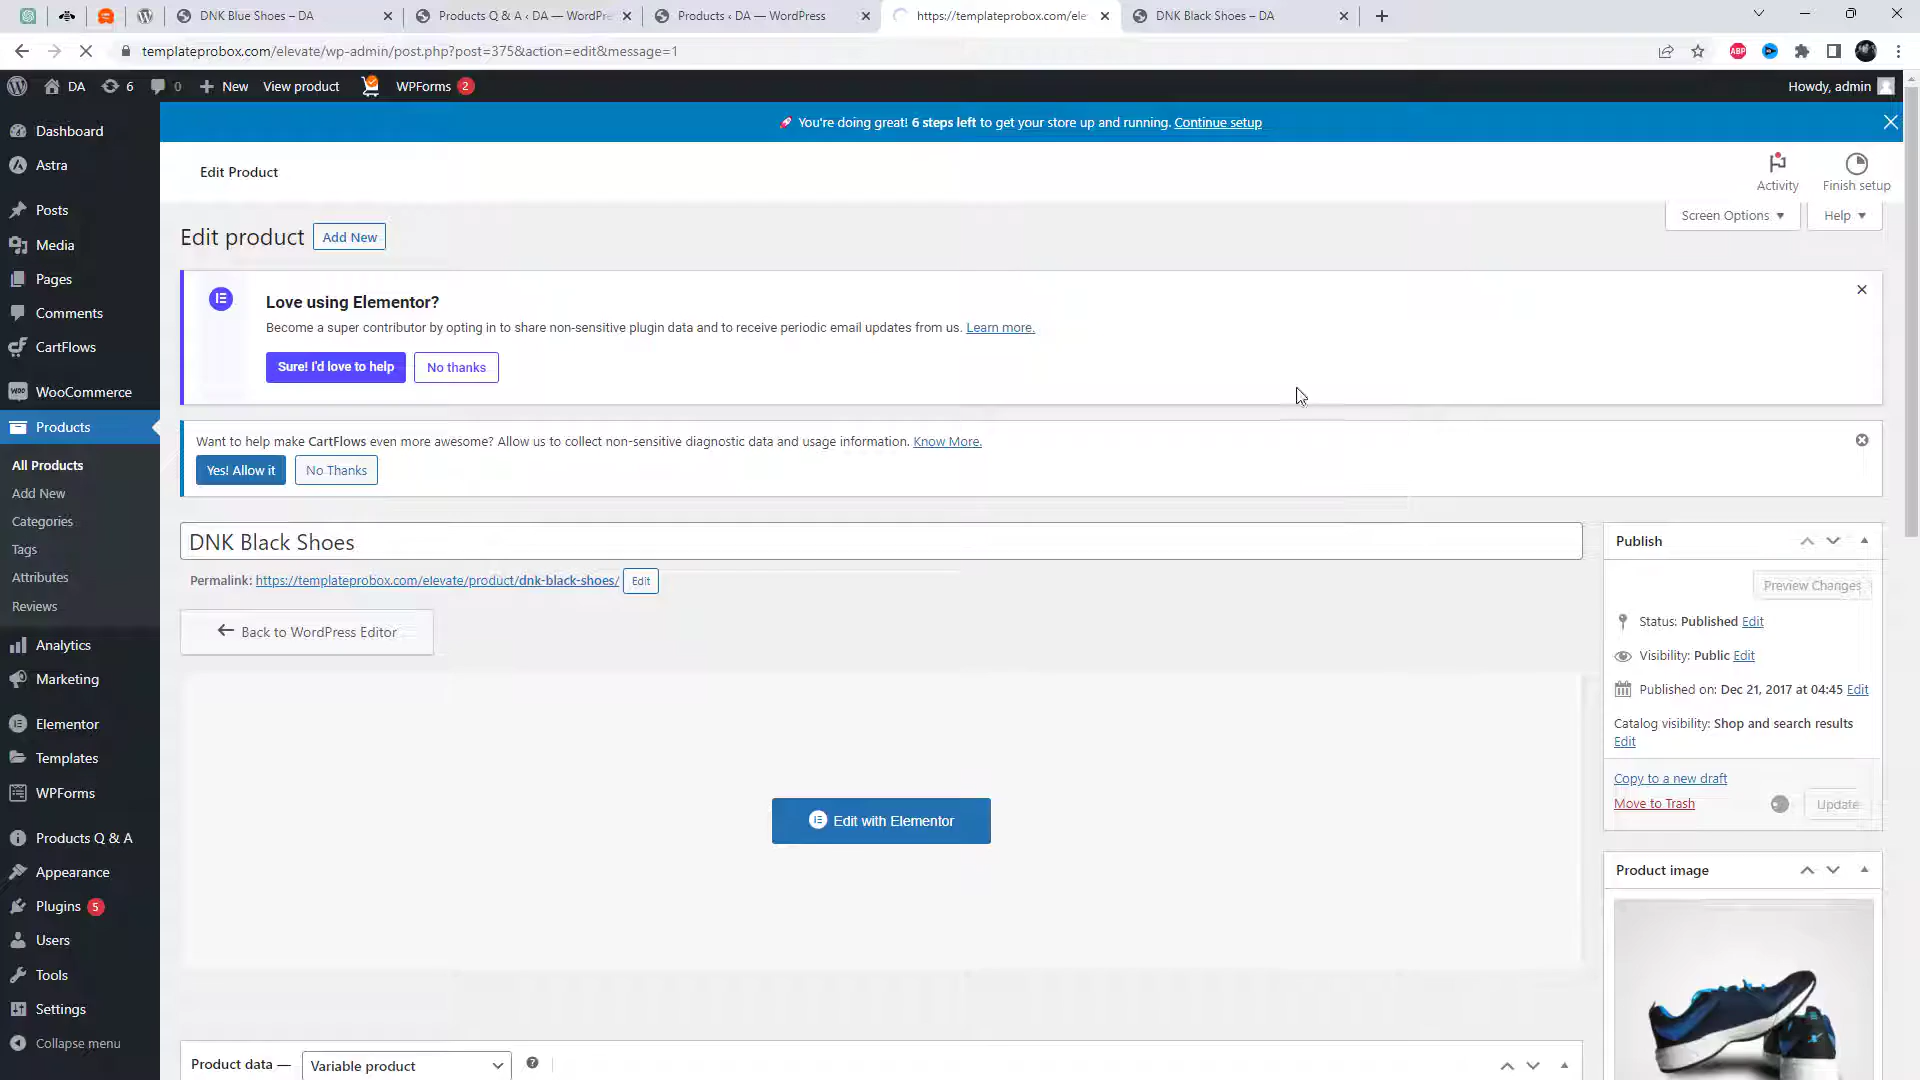 DNK Blue Shoes – DA
Products Q & A ‹ DA — WordPre
Products ‹ DA — WordPress
https://templateprobox.com/ele
DNK Black Shoes – DA
templateprobox.com/elevate/wp-admin/post.php?post=375&action=edit&message=1
ABP
DA
6
0
New
View product
WPForms 2
Howdy, admin
You're doing great! 6 steps left to get your store up and running. Continue setup
Dashboard
Astra
Posts
Media
Pages
Comments
CartFlows
WooCommerce
Products
All Products
Add New
Categories
Tags
Attributes
Reviews
Analytics
Marketing
Elementor
Templates
WPForms
Products Q & A
Appearance
Plugins 5
Users
Tools
Settings
Collapse menu
Edit Product
Activity
Finish setup
Screen Options
Help
Edit product
Add New
Love using Elementor?
Become a super contributor by opting in to share non-sensitive plugin data and to receive periodic email updates from us. Learn more.
Sure! I'd love to help
No thanks
Want to help make CartFlows even more awesome? Allow us to collect non-sensitive diagnostic data and usage information. Know More.
Yes! Allow it
No Thanks
DNK Black Shoes
Permalink: https://templateprobox.com/elevate/product/dnk-black-shoes/ Edit
Back to WordPress Editor
Edit with Elementor
Product data — Variable product
Publish
Preview Changes
Status: Published Edit
Visibility: Public Edit
Published on: Dec 21, 2017 at 04:45 Edit
Catalog visibility: Shop and search results
Edit
Copy to a new draft
Move to Trash
Update
Product image